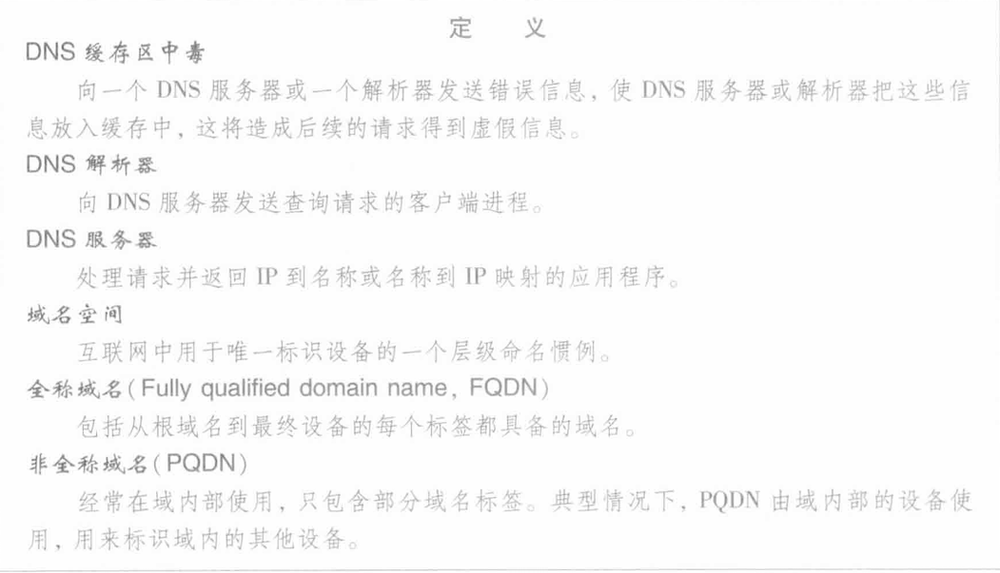 定 义
DNS 缓存区中毒
向一个 DNS 服务器或一个解析器发送错误信息，使 DNS 服务器或解析器把这些信
息放入缓存中，这将造成后续的请求得到虚假信息。
DNS 解析器
向 DNS 服务器发送查询请求的客户端进程。
DNS 服务器
处理请求并返回 IP 到名称或名称到 IP 映射的应用程序。
域名空间
互联网中用于唯一标识设备的一个层级命名惯例。
全称域名(Fully qualified domain name, FQDN)
包括从根域名到最终设备的每个标签都具备的域名。
非全称域名(PQDN)
经常在域内部使用，只包含部分域名标签。典型情况下，PQDN 由域内部的设备使
用，用来标识域内的其他设备。